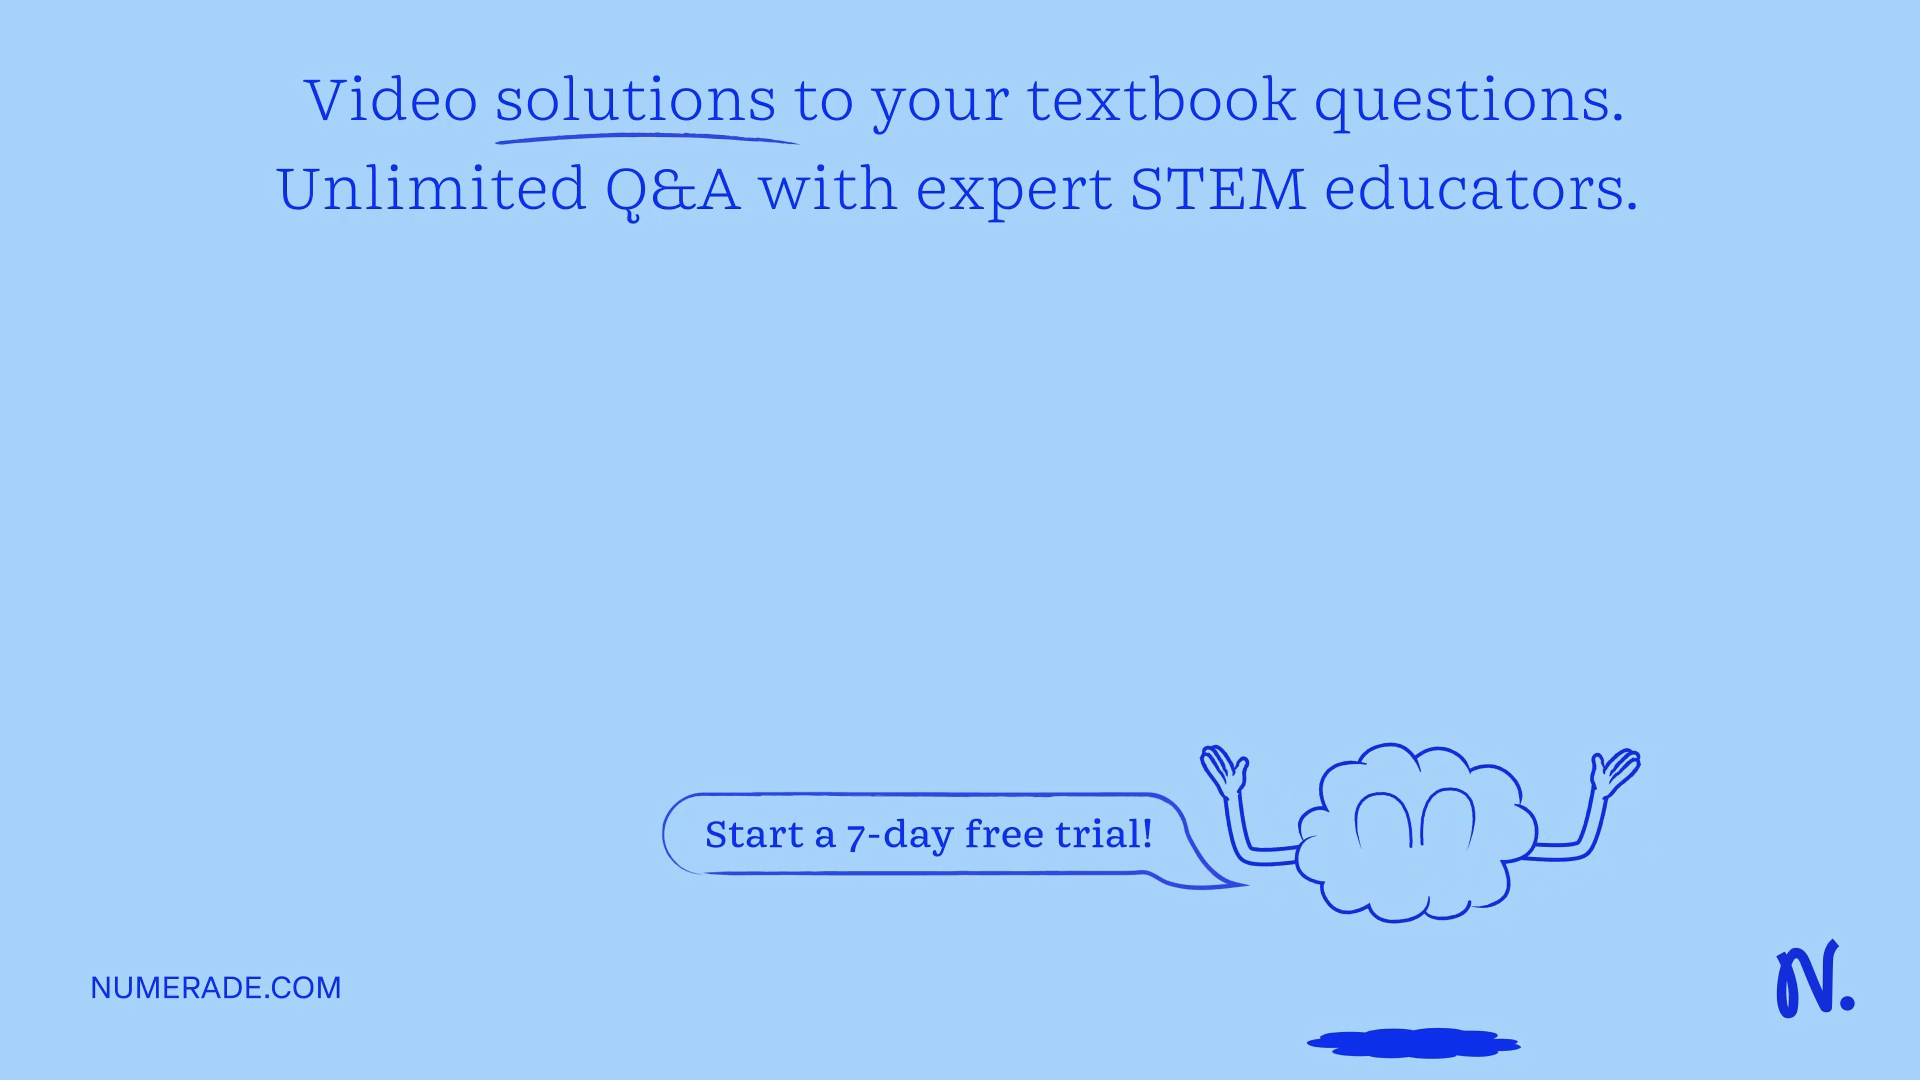 Video solutions to your textbook questions.
Unlimited Q&A with expert STEM educators.
Start a 7-day free trial!
NUMERADE.COM
N.